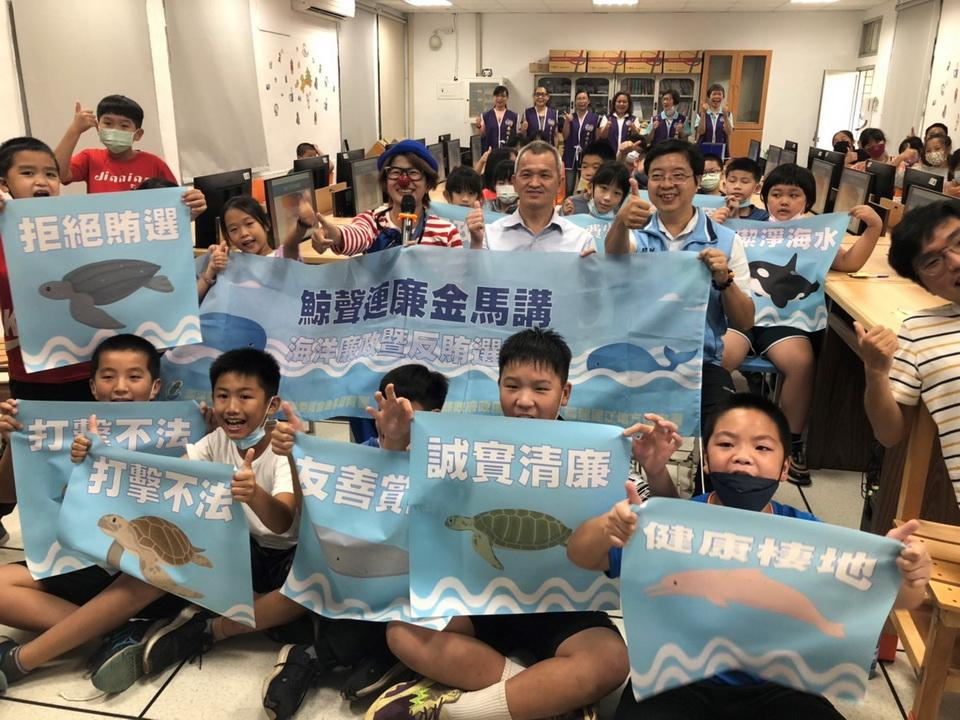 拒絕賄選
鯨聲連廉金馬講
海洋廉政暨反賄選
潔淨海水
打擊不法
打擊不法
友善賞
誠實清廉
健康棲地